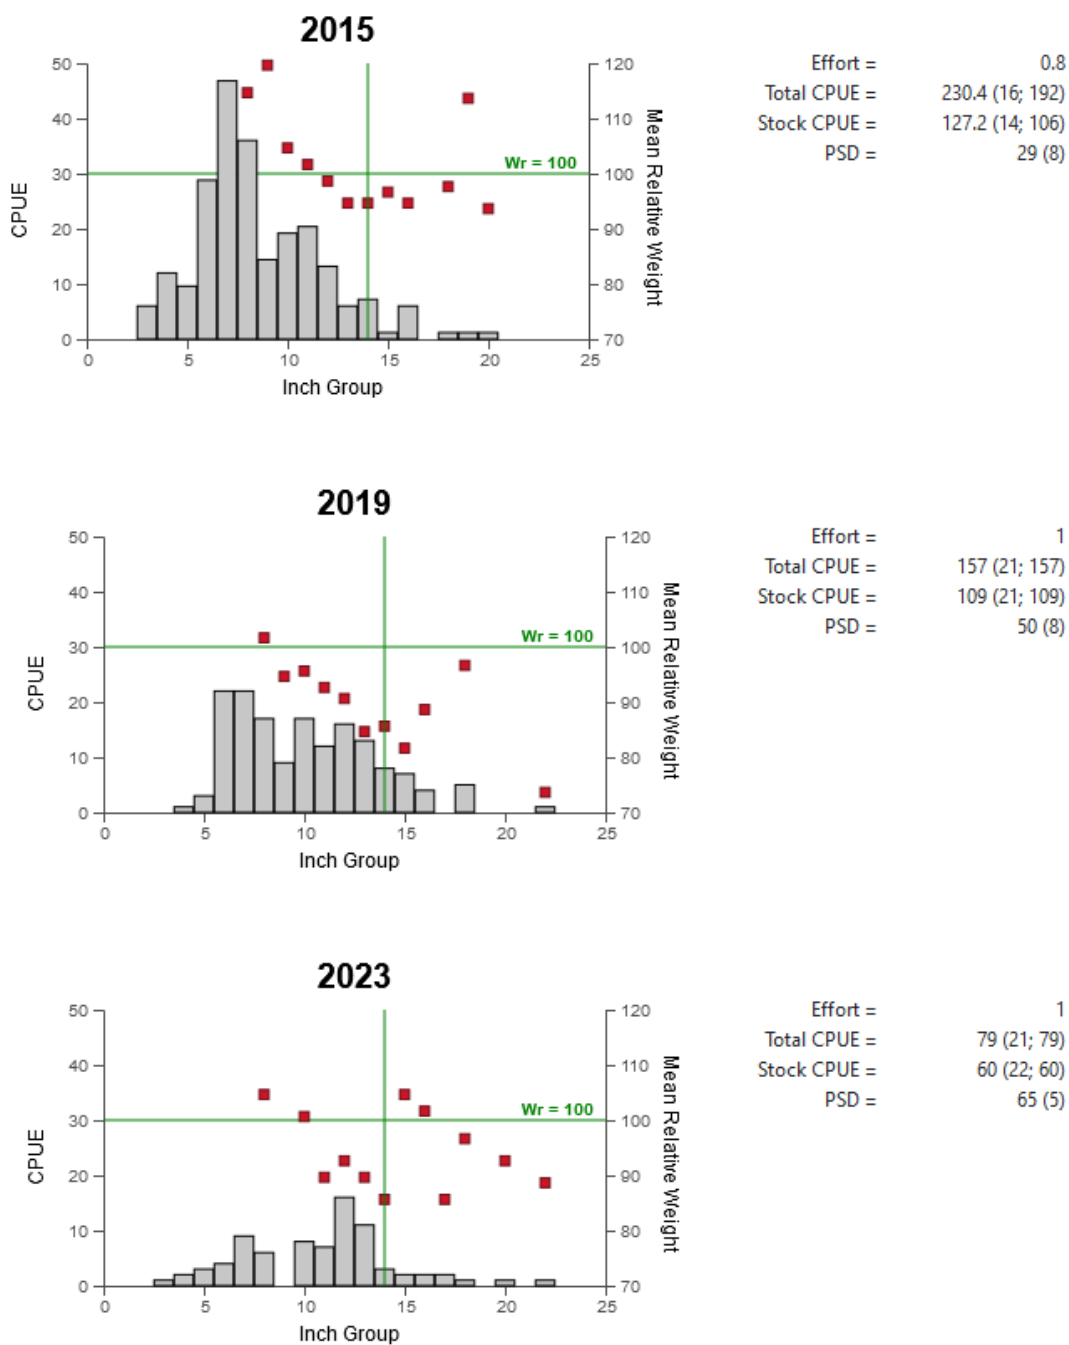 2015
50
40
30
20
10
0
CPUE
120
110
100
90
80
70
Mean Relative Weight
Wr = 100
0 5 10 15 20 25
Inch Group
Effort = 0.8
Total CPUE = 230.4 (16; 192)
Stock CPUE = 127.2 (14; 106)
PSD = 29 (8)
2019
50
40
30
20
10
0
CPUE
120
110
100
90
80
70
Mean Relative Weight
Wr = 100
0 5 10 15 20 25
Inch Group
Effort = 1
Total CPUE = 157 (21; 157)
Stock CPUE = 109 (21; 109)
PSD = 50 (8)
2023
50
40
30
20
10
0
CPUE
120
110
100
90
80
70
Mean Relative Weight
Wr = 100
0 5 10 15 20 25
Inch Group
Effort = 1
Total CPUE = 79 (21; 79)
Stock CPUE = 60 (22; 60)
PSD = 65 (5)